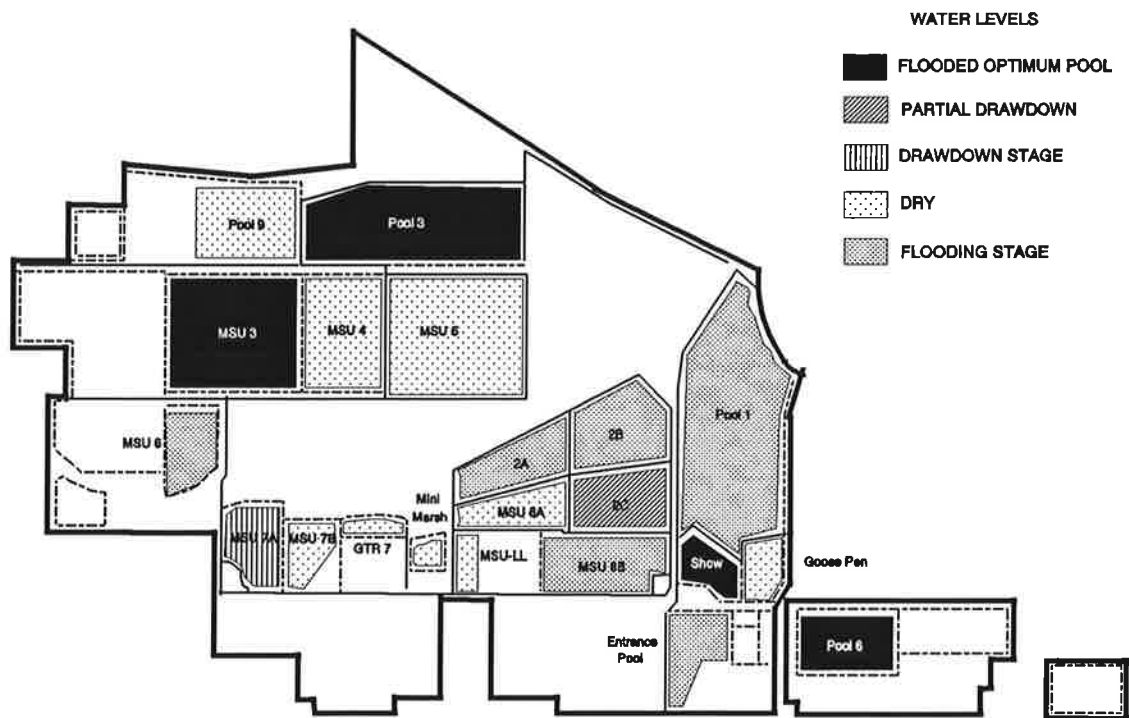 WATER LEVELS
FLOODED OPTIMUM POOL
PARTIAL DRAWDOWN
DRAWDOWN STAGE
DRY
FLOODING STAGE
Pool 9
Pool 3
MSU 3
MSU 4
MSU 5
Pool 1
MSU 6
2B
2A
2C
Mini
Marsh
MSU 8A
MSU 7A
MSU 7B
GTR 7
MSU-LL
MSU 8B
Show
Goose Pen
Entrance
Pool
Pool 6